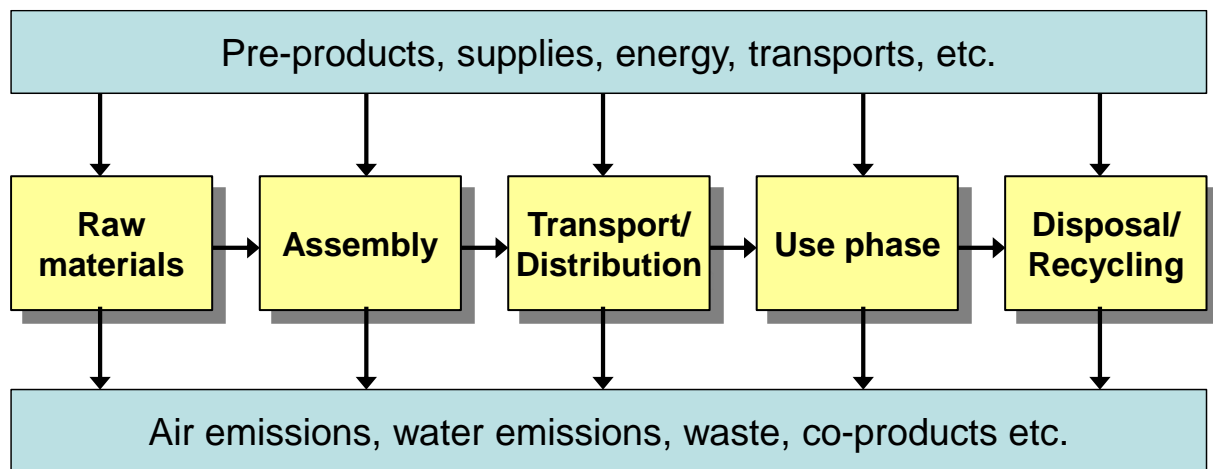 Pre-products, supplies, energy, transports, etc.
Raw
materials
Assembly
Transport/
Distribution
Use phase
Disposal/
Recycling
Air emissions, water emissions, waste, co-products etc.